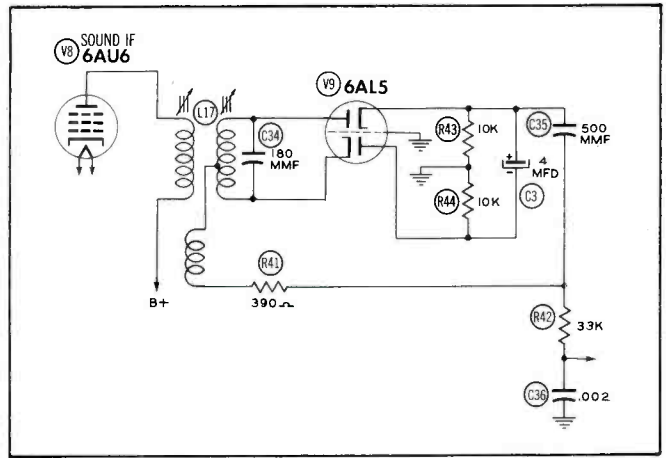 V8 SOUND IF
6AU6
L17
C34
180
MMF
V9 6AL5
R43 10K
R44 10K
+
-
4
MFD
C3
C35 500
MMF
B+
R41
390Ω
R42 33K
C36 .002